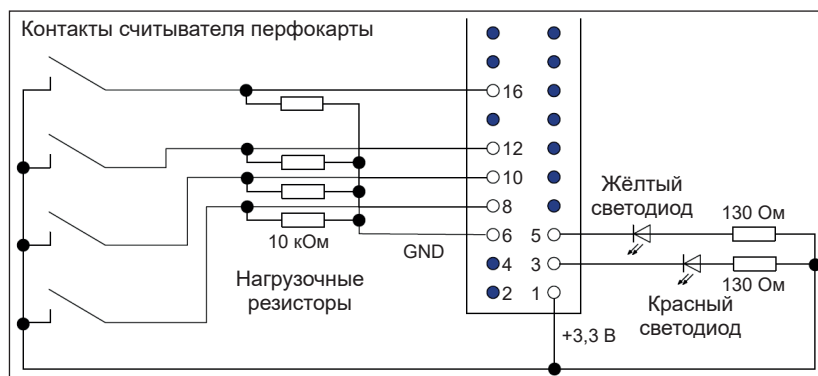 Контакты считывателя перфокарты
16
12
10
8
6
5
4
3
2
1
10 кОм
GND
Нагрузочные
резисторы
Жёлтый
светодиод
130 Ом
130 Ом
Красный
светодиод
+3,3 В